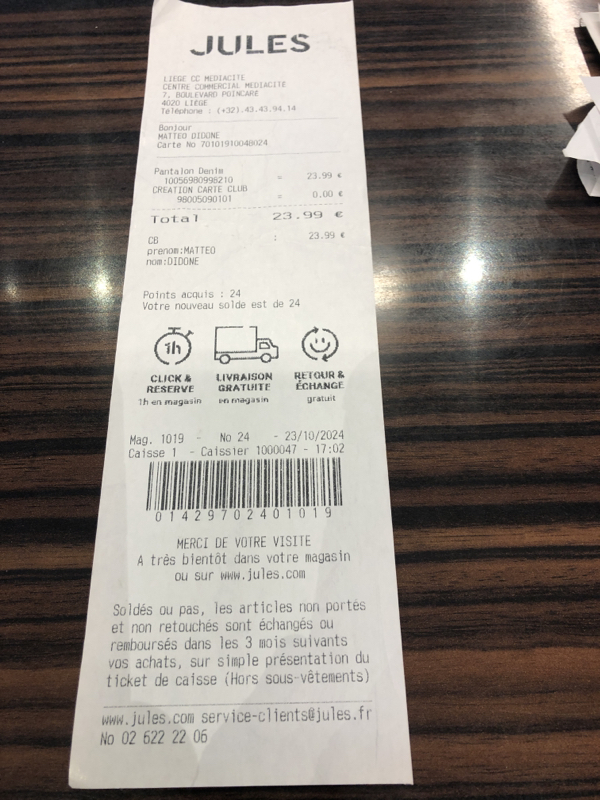 JULES
LIEGE CC MEDIACITE
CENTRE COMMERCIAL MEDIACITE
7, BOULEVARD POINCARE
4020 LIEGE
Téléphone : (+32).43.43.94.14
Bonjour
MATTEO DIDONE
Carte No 70101910048024
Pantalon Denim
10056980998210 = 23.99 €
CREATION CARTE CLUB
98005090101 = 0.00 €
Total 23.99 €
CB : 23.99 €
prenom:MATTEO
nom:DIDONE
Points acquis : 24
Votre nouveau solde est de 24
1h
CLICK & RÉSERVE
1h en magasin
LIVRAISON GRATUITE
en magasin
RETOUR & ÉCHANGE
gratuit
Mag. 1019 - No 24 - 23/10/2024
Caisse 1 - Caissier 1000047 - 17:02
01429702401019
MERCI DE VOTRE VISITE
A très bientôt dans votre magasin
ou sur www.jules.com
Soldés ou pas, les articles non portés
et non retouchés sont échangés ou
remboursés dans les 3 mois suivants
vos achats, sur simple présentation du
ticket de caisse (Hors sous-vêtements)
www.jules.com service-clients@jules.fr
No 02 622 22 06